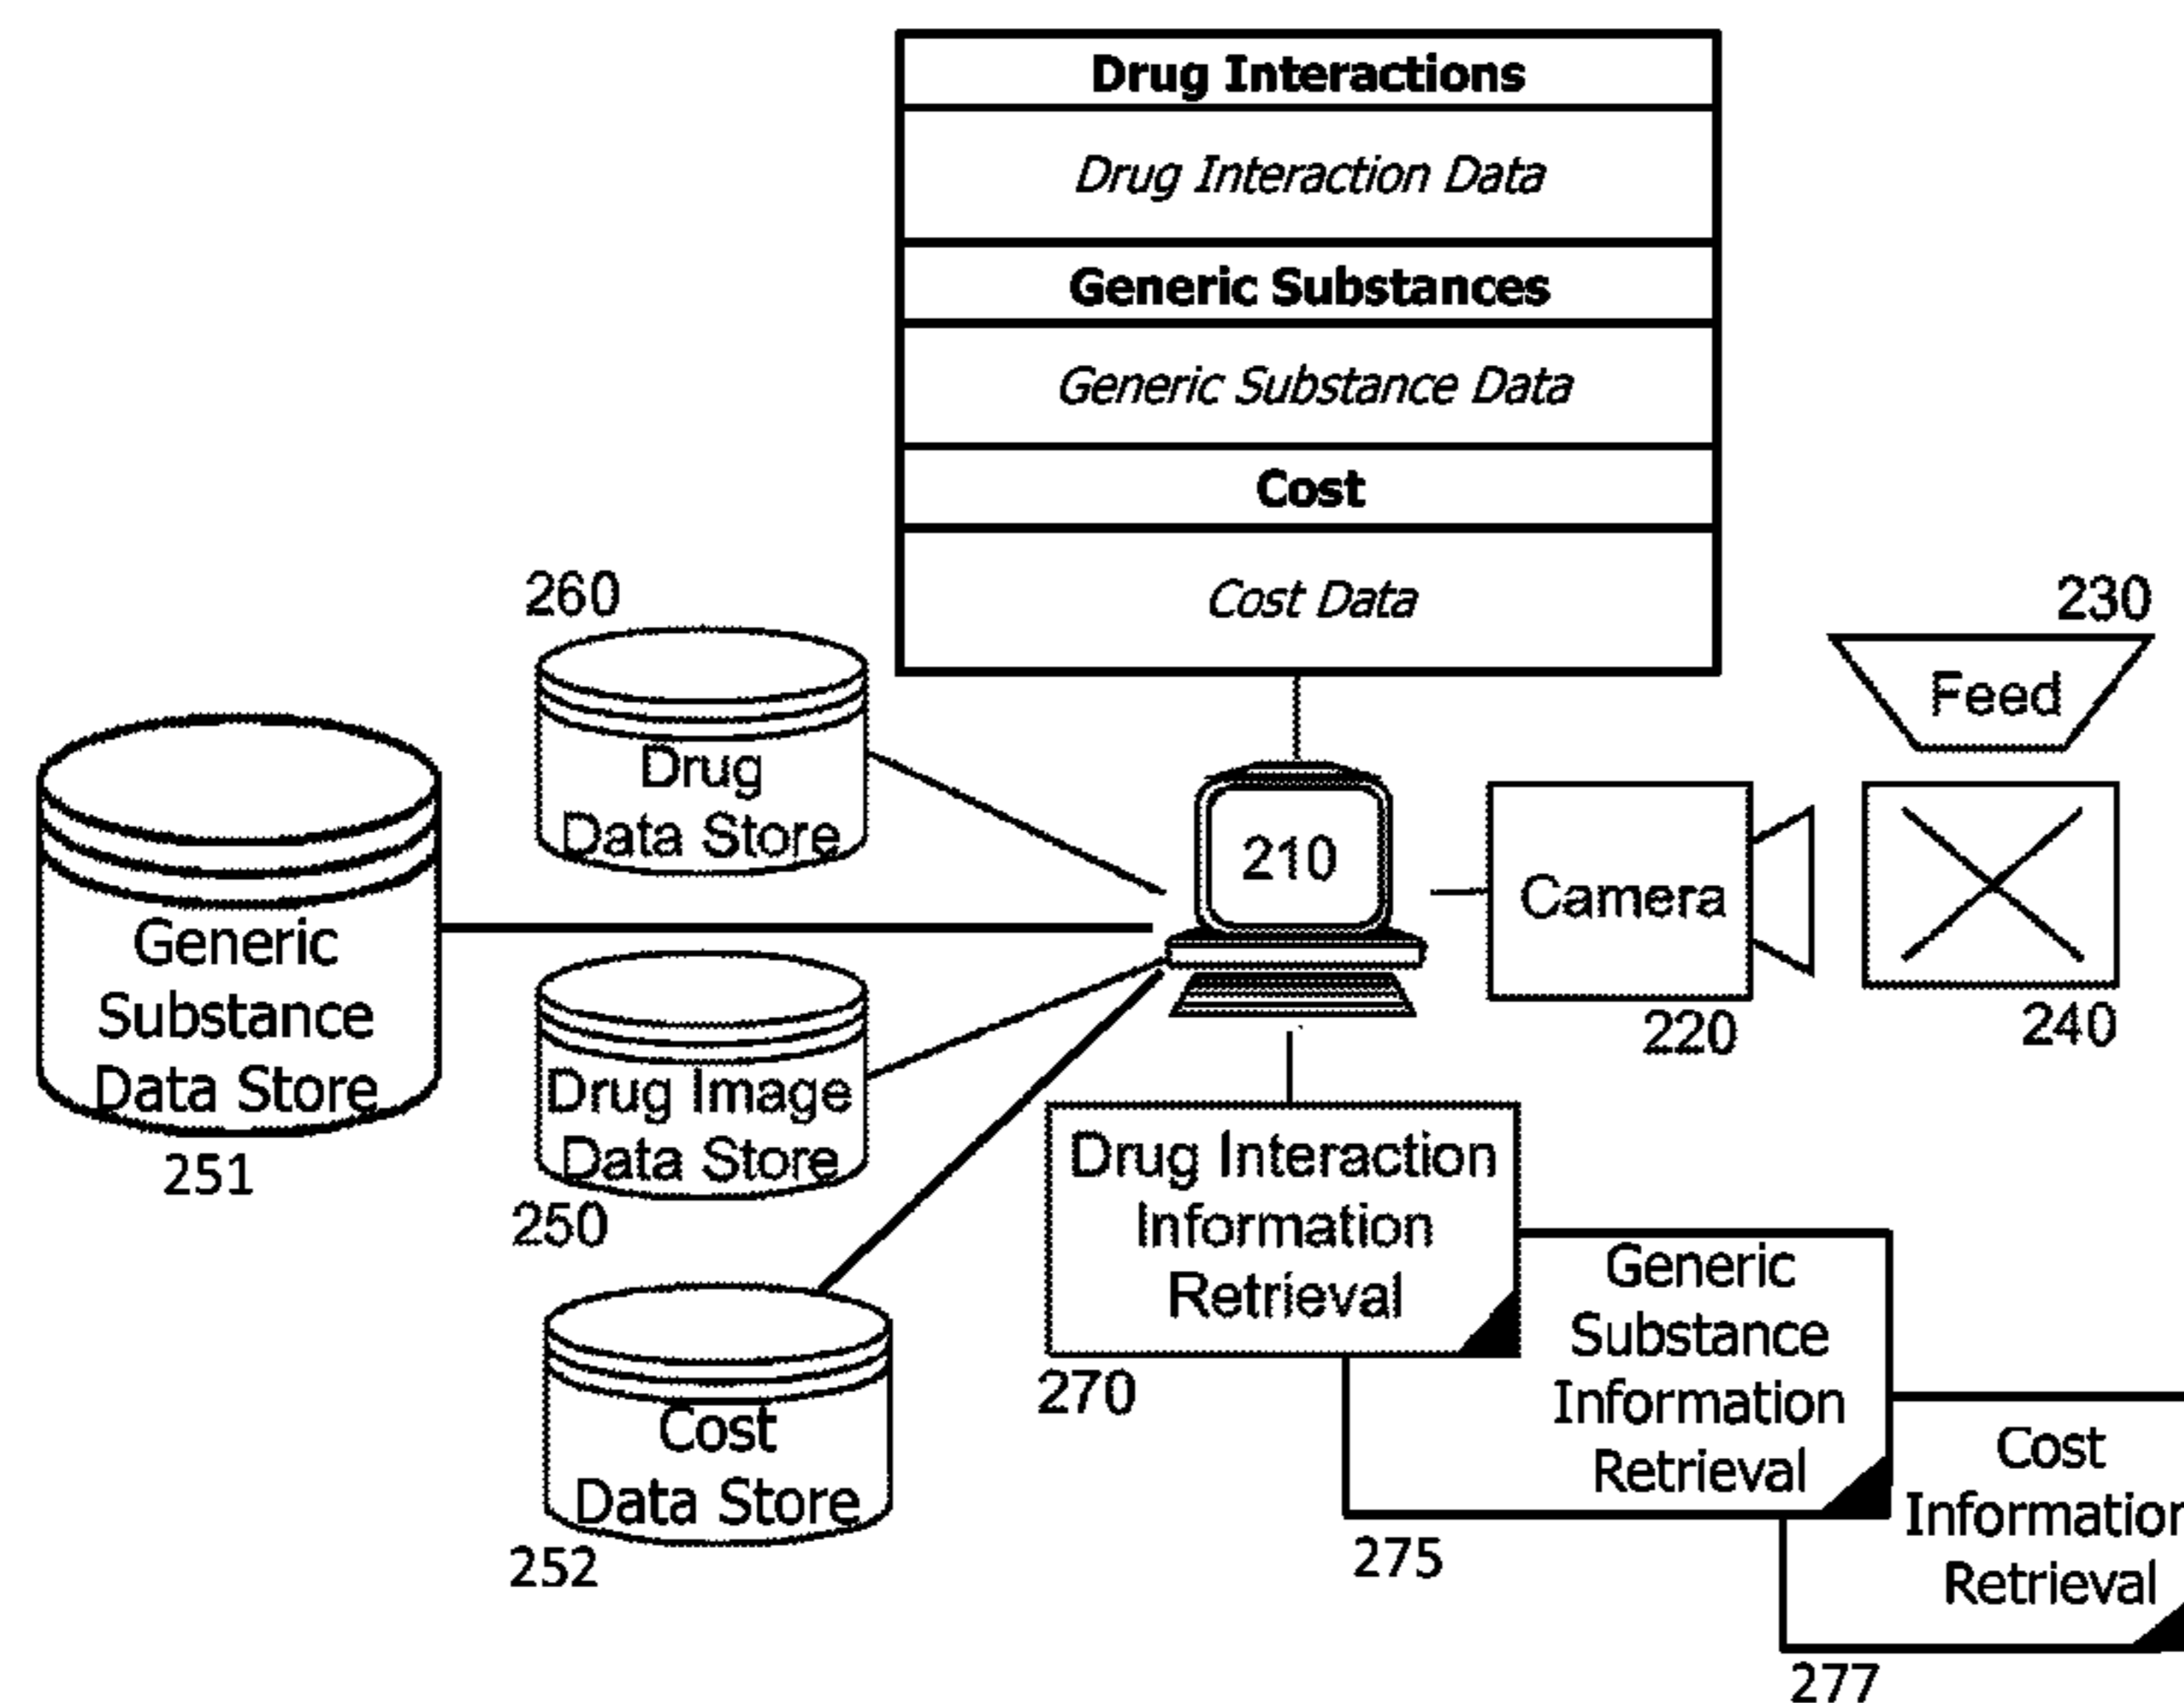 Drug Interactions
Drug Interaction Data
Generic Substances
Generic Substance Data
Cost
Cost Data
260
Drug
Data Store
230
Feed
210
Camera
220
240
Generic
Substance
Data Store
251
Drug Image
Data Store
250
Cost
Data Store
252
Drug Interaction
Information
Retrieval
270
Generic
Substance
Information
Retrieval
275
Cost
Information
Retrieval
277